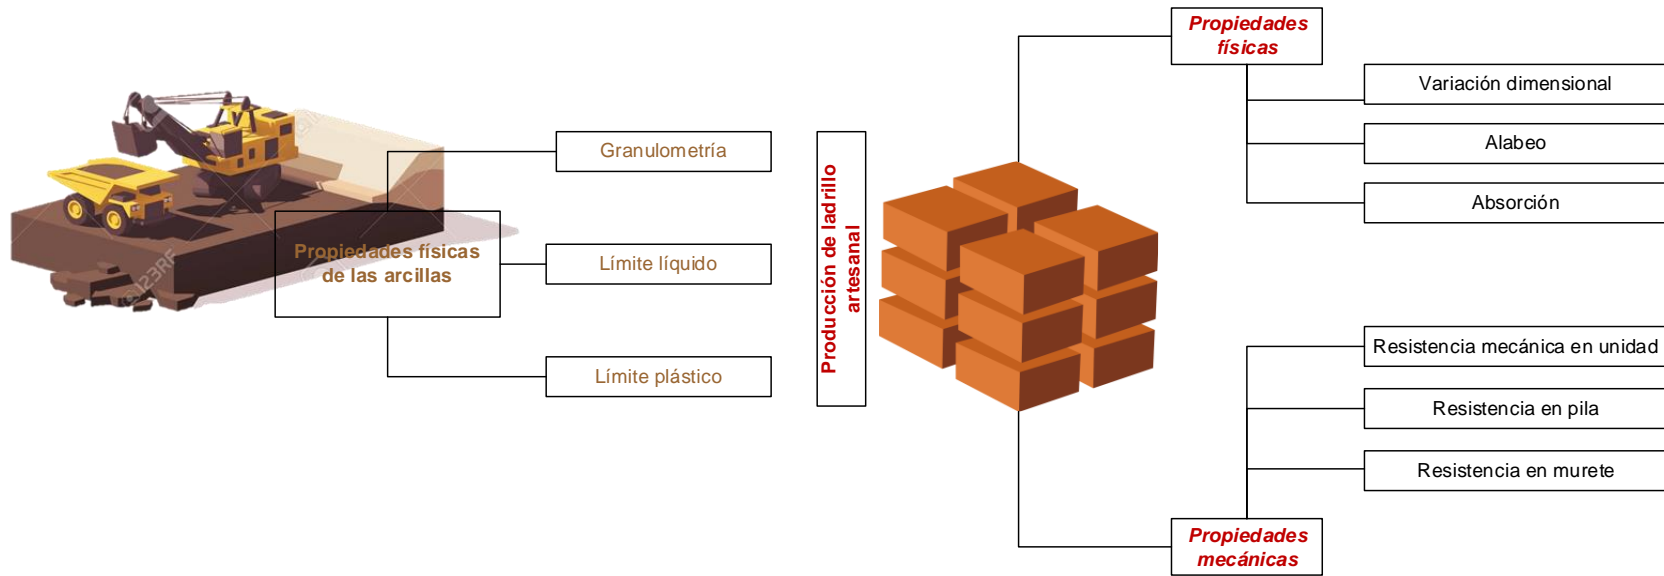 Granulometría
Propiedades físicas
de las arcillas
Límite líquido
Límite plástico
Producción de ladrillo
artesanal
Propiedades
físicas
Variación dimensional
Alabeo
Absorción
Resistencia mecánica en unidad
Resistencia en pila
Resistencia en murete
Propiedades
mecánicas